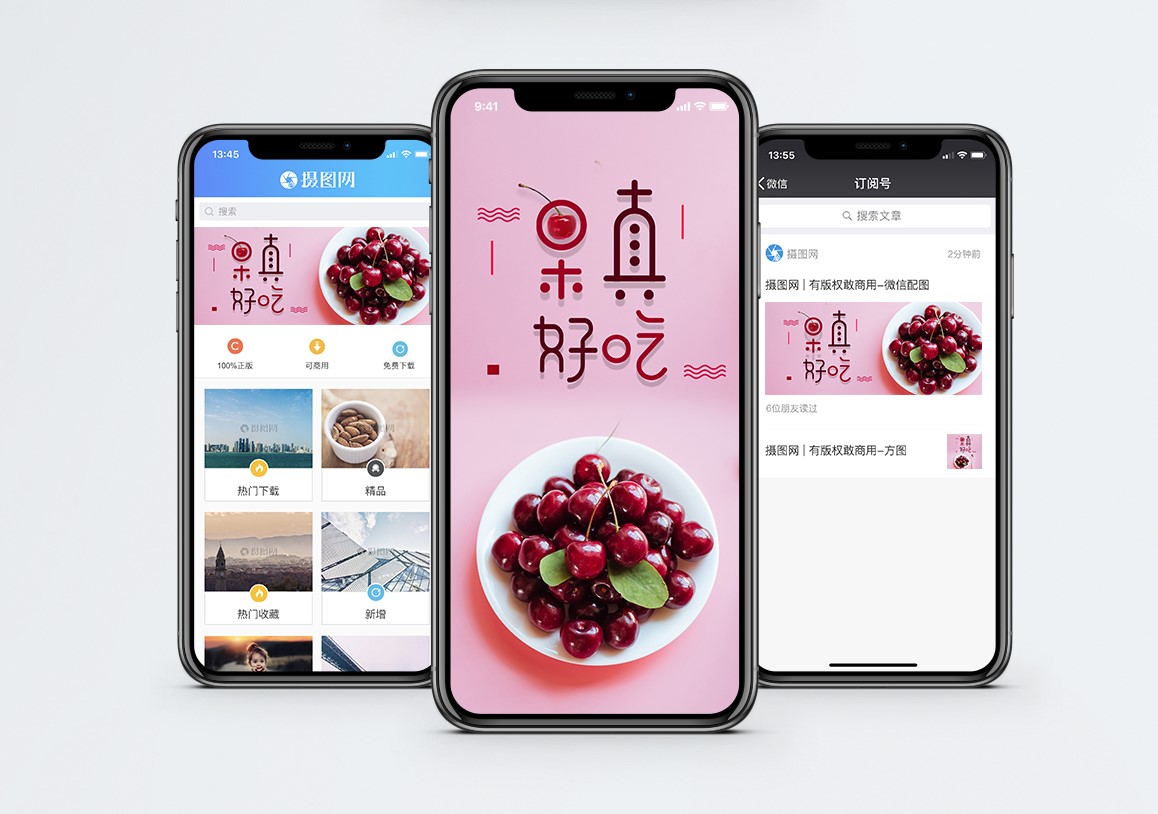 13:45
摄图网
搜索
果真
好吃
100%正版
可商用
免费下载
摄图网
热门下载
精品
摄图网
热门收藏
摄图网
新增
9:41
果真
好吃
13:55
微信
订阅号
搜索文章
摄图网
2分钟前
摄图网 | 有版权敢商用-微信配图
果真
好吃
6位朋友读过
摄图网 | 有版权敢商用-方图
果真
好吃